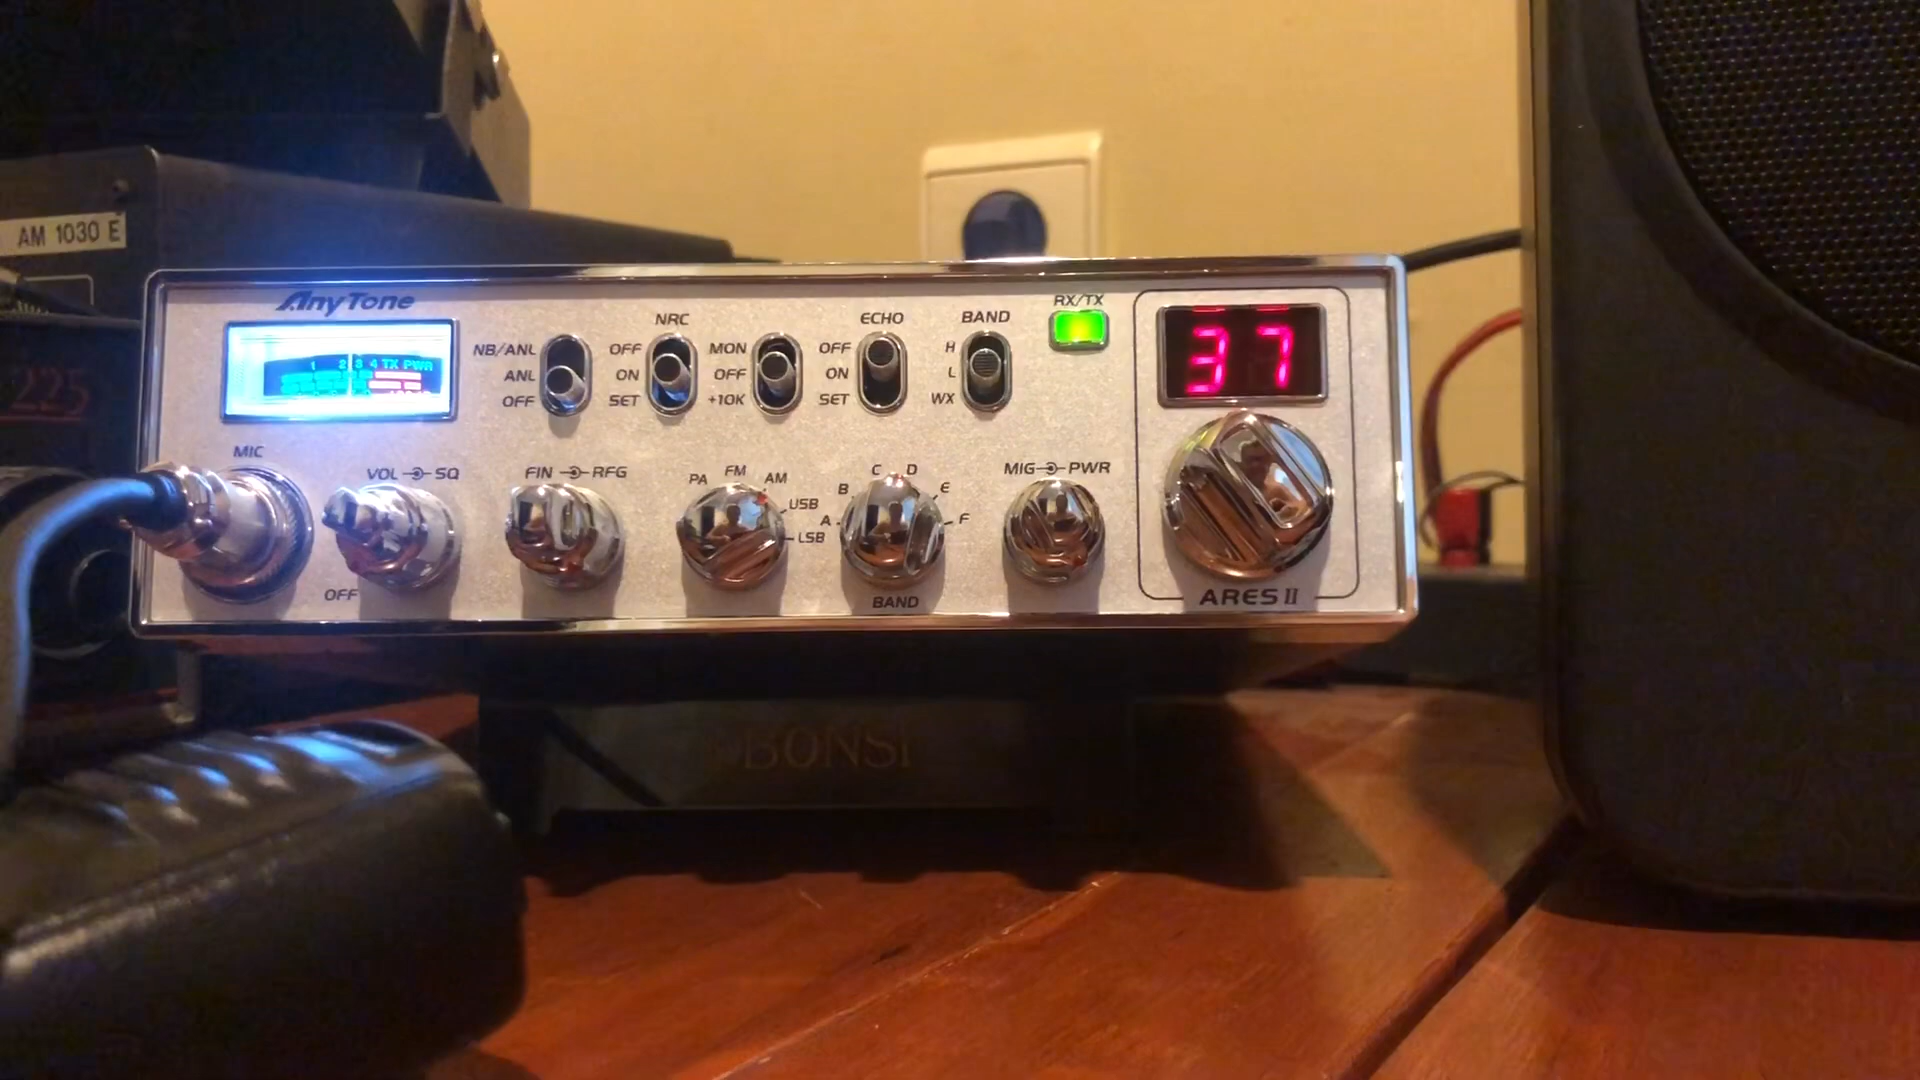 AM 1030 E
225
AnyTone
1 2 3 4 TX PWR
NB/ANL
ANL
OFF
NRC
OFF
ON
SET
MON
OFF
+10K
ECHO
OFF
ON
SET
BAND
H
L
WX
RX/TX
37
MIC
VOL SQ
OFF
FIN RFG
PA
FM
AM
USB
LSB
A
B
C
D
E
F
BAND
MIG PWR
ARES II
BONSI